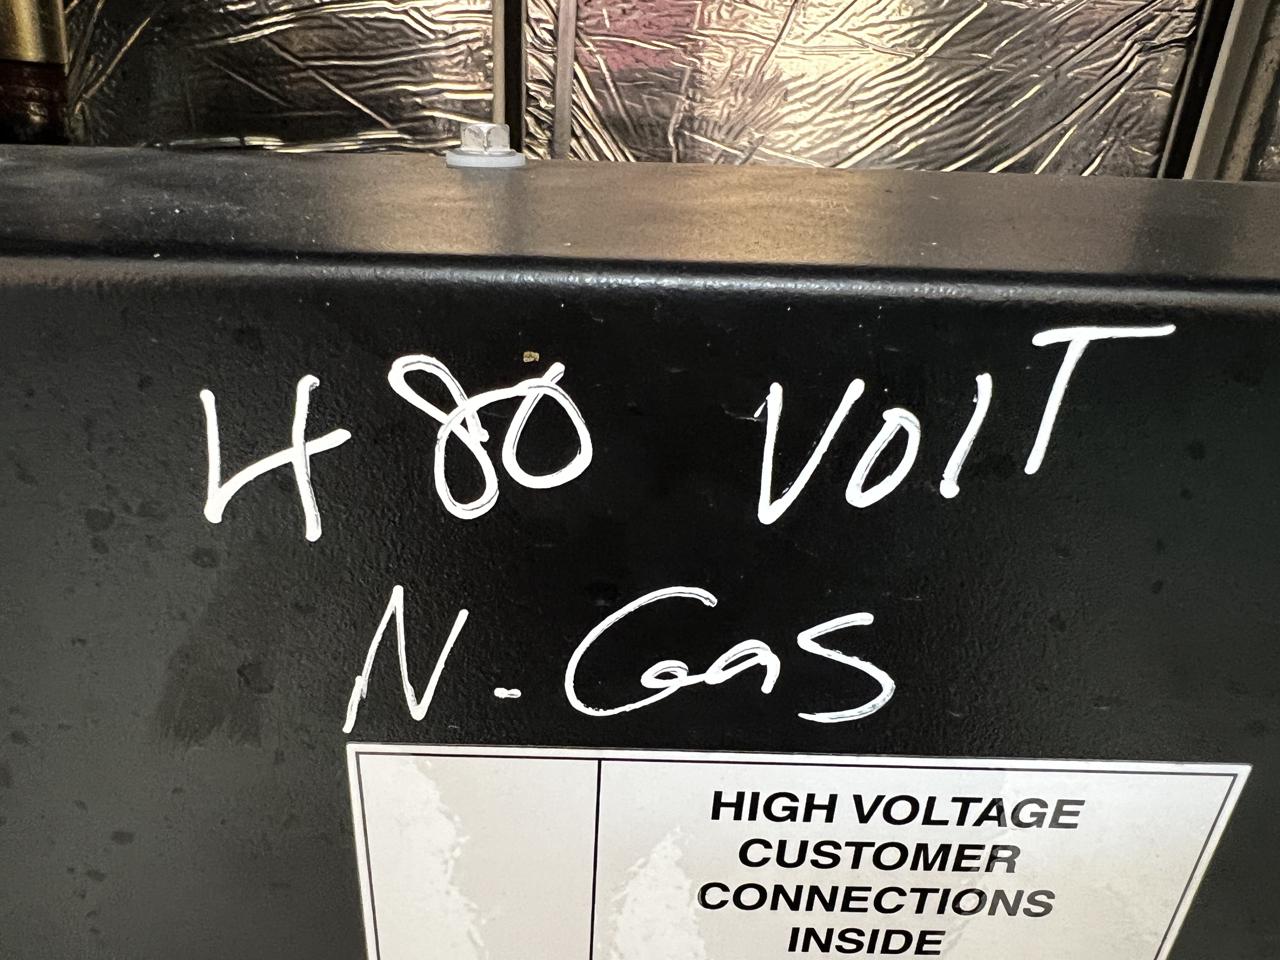 480 VOlT
N-Gas
HIGH VOLTAGE
CUSTOMER
CONNECTIONS
INSIDE